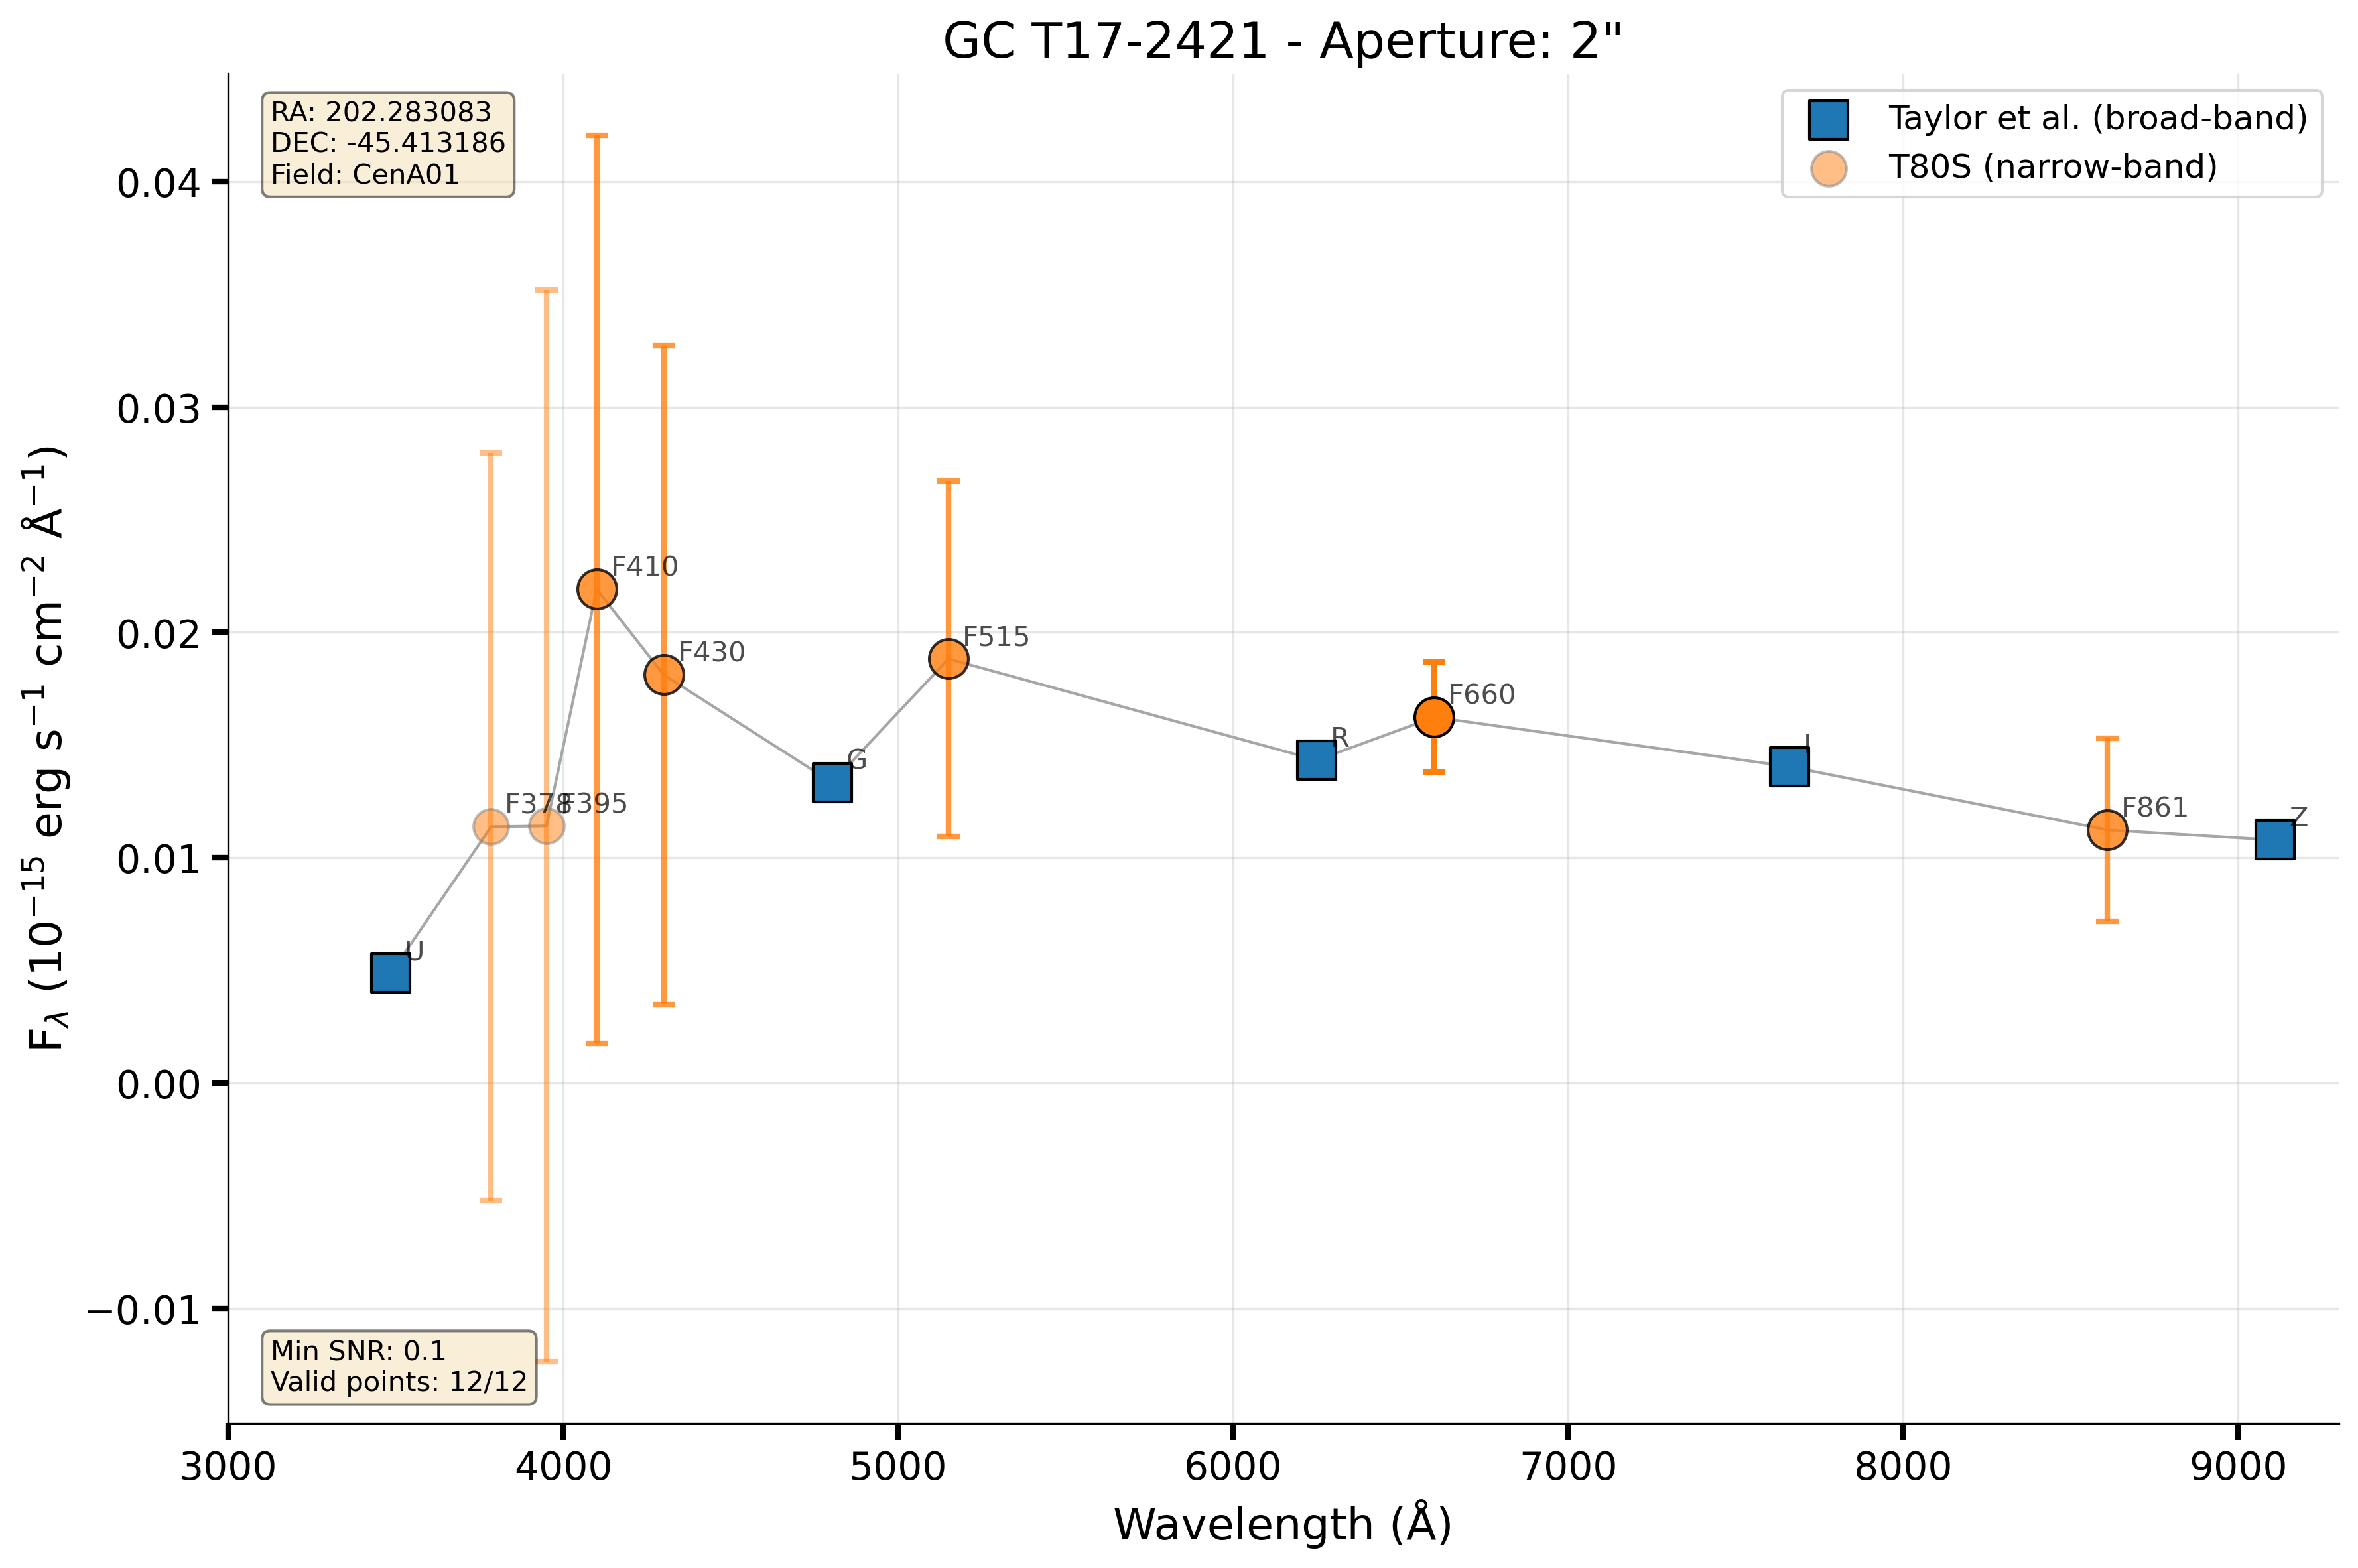 GC T17-2421 - Aperture: 2"
RA: 202.283083
DEC: -45.413186
Field: CenA01
Taylor et al. (broad-band)
T80S (narrow-band)
0.04
0.03
0.02
0.01
0.00
−0.01
F_λ (10⁻¹⁵ erg s⁻¹ cm⁻² Å⁻¹)
U
F378
F395
F410
F430
G
F515
R
F660
I
F861
Z
Min SNR: 0.1
Valid points: 12/12
3000 4000 5000 6000 7000 8000 9000
Wavelength (Å)